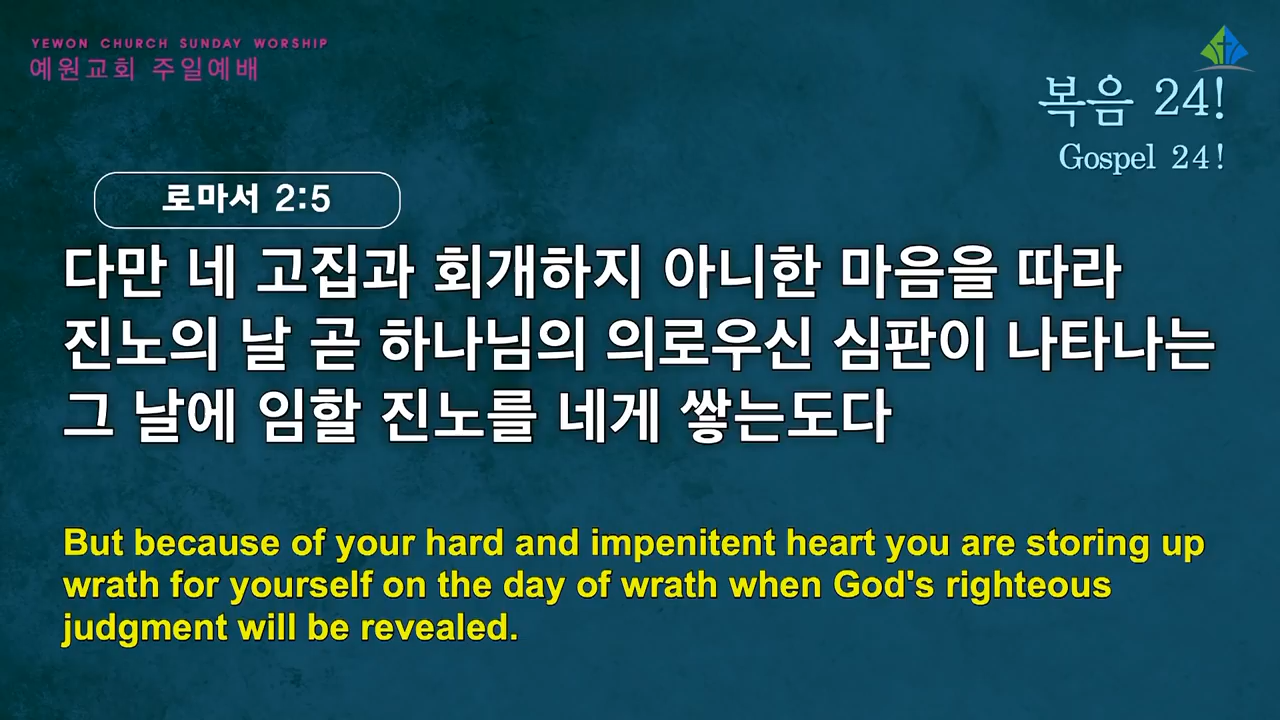 YEWON CHURCH SUNDAY WORSHIP
예원교회 주일예배
복음 24!
Gospel 24!
로마서 2:5
다만 네 고집과 회개하지 아니한 마음을 따라
진노의 날 곧 하나님의 의로우신 심판이 나타나는
그 날에 임할 진노를 네게 쌓는도다
But because of your hard and impenitent heart you are storing up
wrath for yourself on the day of wrath when God's righteous
judgment will be revealed.